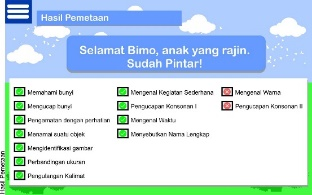 Hasil Pemetaan
Selamat Bimo, anak yang rajin.
Sudah Pintar!
Memahami bunyi
Mengucap bunyi
Pengamatan dengan perhatian
Menamai suatu objek
Mengidentifikasi gambar
Perbandingan ukuran
Pengulangan Kalimat
Mengenal Kegiatan Sederhana
Pengucapan Konsonan I
Mengenal Waktu
Menyebutkan Nama Lengkap
Mengenal Warna
Pengucapan Konsonan II
Hasil Pemetaan